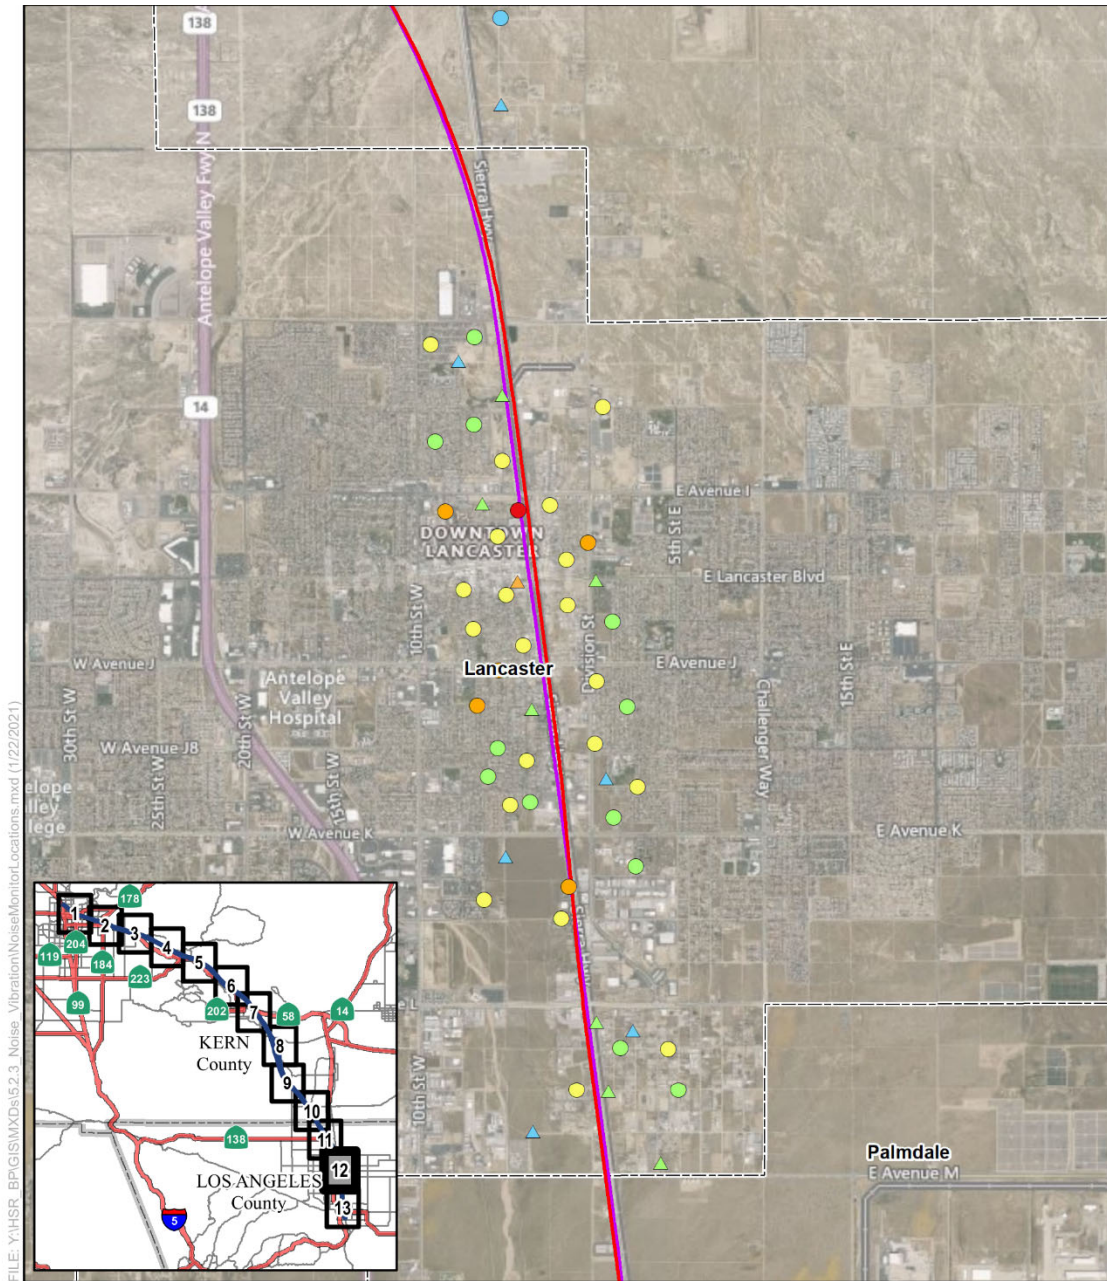 138
138
Antelope Valley Fwy N
Sierra Hwy
14
E Avenue I
DOWNTOWN
LANCASTER
5th St E
E Lancaster Blvd
10th St W
Division St
W Avenue J
Lancaster
E Avenue J
15th St E
30th St W
20th St W
Antelope
Valley
Hospital
Challenger Way
W Avenue J8
25th St W
15th St W
elope
lley
llege
W Avenue K
E Avenue K
Sierra Hwy
10th St W
e L
Palmdale
E Avenue M
178
1
2
3
204
4
119
184
5
223
6
99
202
7
58
14
KERN
County
8
9
10
138
11
LOS ANGELES
County
12
13
5
FILE: Y:\HSR_BP\GIS\MXDs\5.2.3_Noise_Vibration\NoiseMonitorLocations.mxd (1/22/2021)